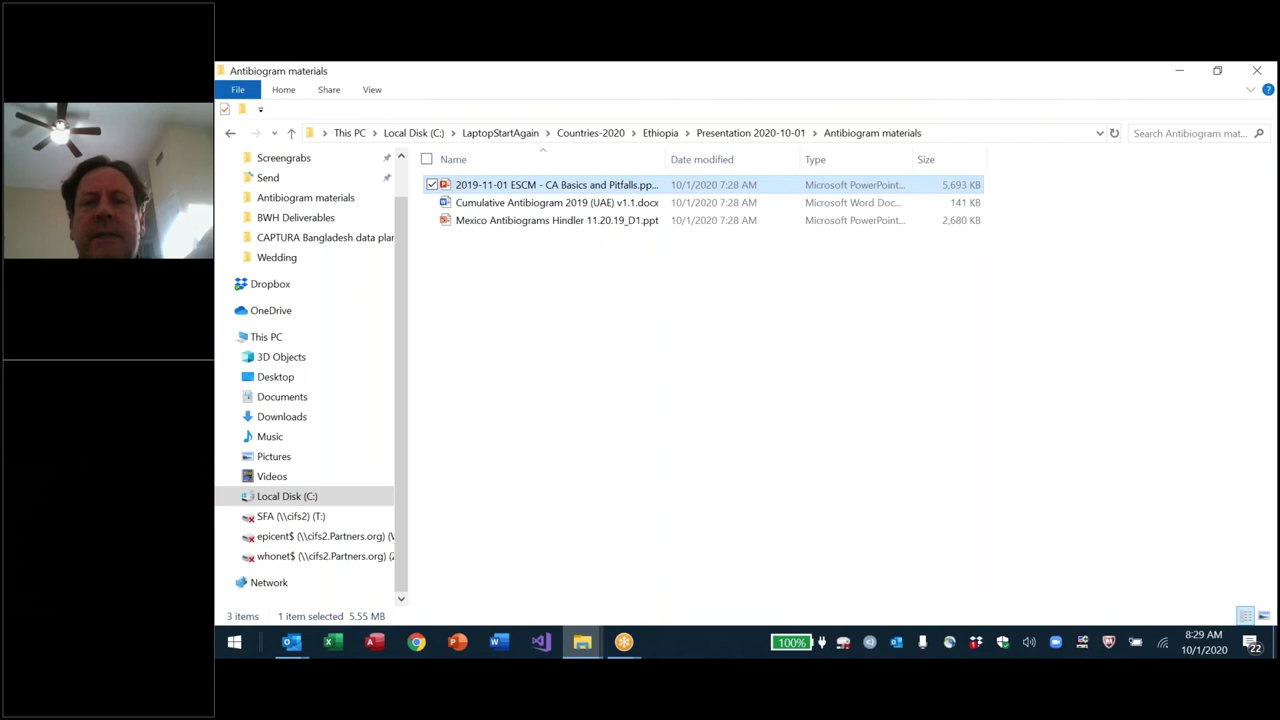 Antibiogram materials
File Home Share View
This PC Local Disk (C:) LaptopStartAgain Countries-2020 Ethiopia Presentation 2020-10-01 Antibiogram materials
Search Antibiogram mat...
Name Date modified Type Size
2019-11-01 ESCM - CA Basics and Pitfalls.pp... 10/1/2020 7:28 AM Microsoft PowerPoint... 5,693 KB
Cumulative Antibiogram 2019 (UAE) v1.1.docx 10/1/2020 7:28 AM Microsoft Word Doc... 141 KB
Mexico Antibiograms Hindler 11.20.19_D1.ppt 10/1/2020 7:28 AM Microsoft PowerPoint... 2,680 KB
Screengrabs
Send
Antibiogram materials
BWH Deliverables
CAPTURA Bangladesh data plan
Wedding
Dropbox
OneDrive
This PC
3D Objects
Desktop
Documents
Downloads
Music
Pictures
Videos
Local Disk (C:)
SFA (\\cifs2) (T:)
epicent$ (\\cifs2.Partners.org) (
whonet$ (\\cifs2.Partners.org) (
Network
3 items 1 item selected 5.55 MB
100%
8:29 AM
10/1/2020
22